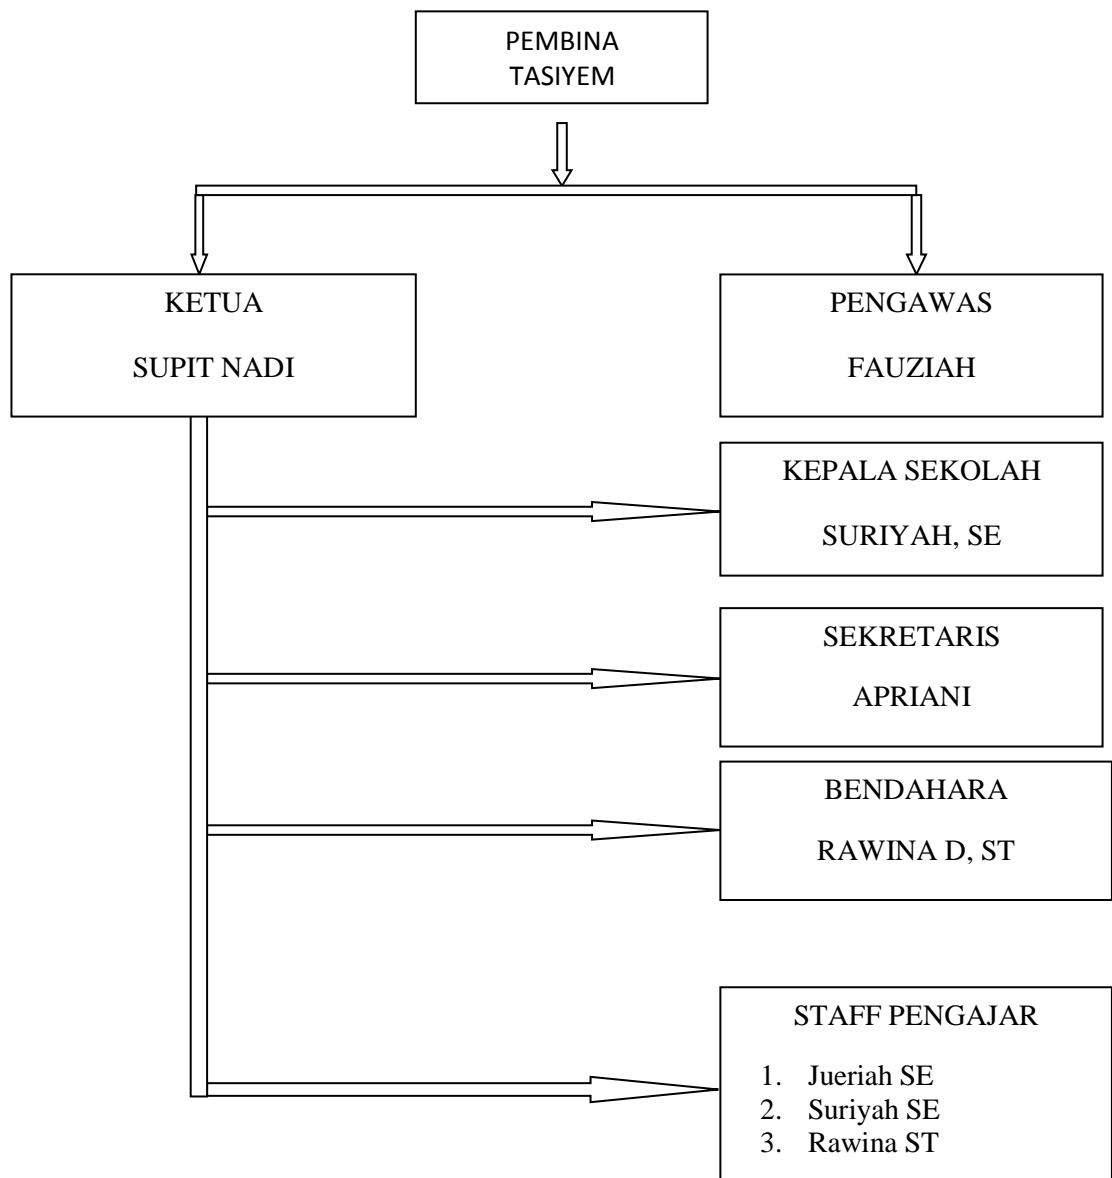 PEMBINA
TASIYEM
KETUA
SUPIT NADI
PENGAWAS
FAUZIAH
KEPALA SEKOLAH
SURIYAH, SE
SEKRETARIS
APRIANI
BENDAHARA
RAWINA D, ST
STAFF PENGAJAR
1. Jueriah SE
2. Suriyah SE
3. Rawina ST